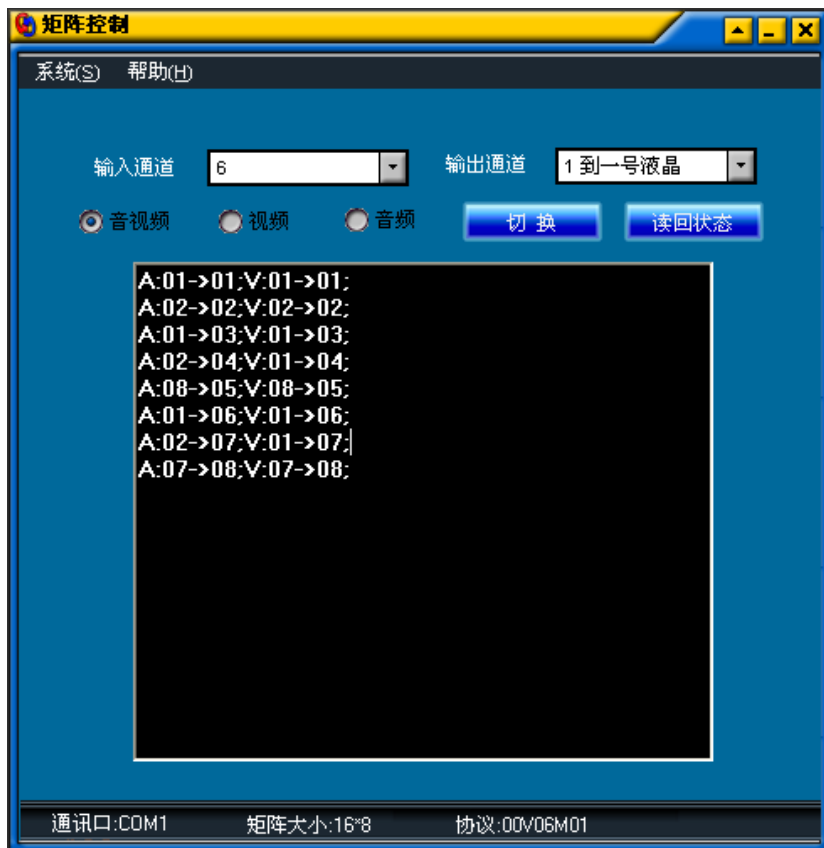 矩阵控制
系统(S) 帮助(H)
输入通道 6 输出通道 1 到一号液晶
音视频 视频 音频 切 换 读回状态
A:01->01;V:01->01;
A:02->02;V:02->02;
A:01->03;V:01->03;
A:02->04;V:01->04;
A:08->05;V:08->05;
A:01->06;V:01->06;
A:02->07;V:01->07;
A:07->08;V:07->08;
通讯口:COM1 矩阵大小:16*8 协议:00V06M01